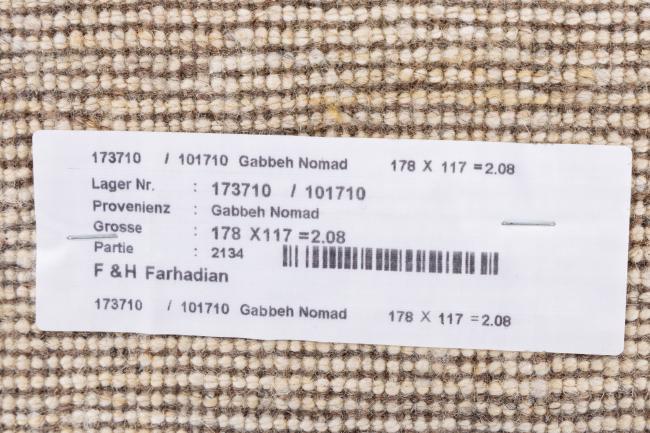 173710 / 101710 Gabbeh Nomad 178 X 117 =2.08
Lager Nr. : 173710 / 101710
Provenienz : Gabbeh Nomad
Grosse : 178 X117 =2.08
Partie : 2134
F & H Farhadian
173710 / 101710 Gabbeh Nomad 178 X 117 =2.08